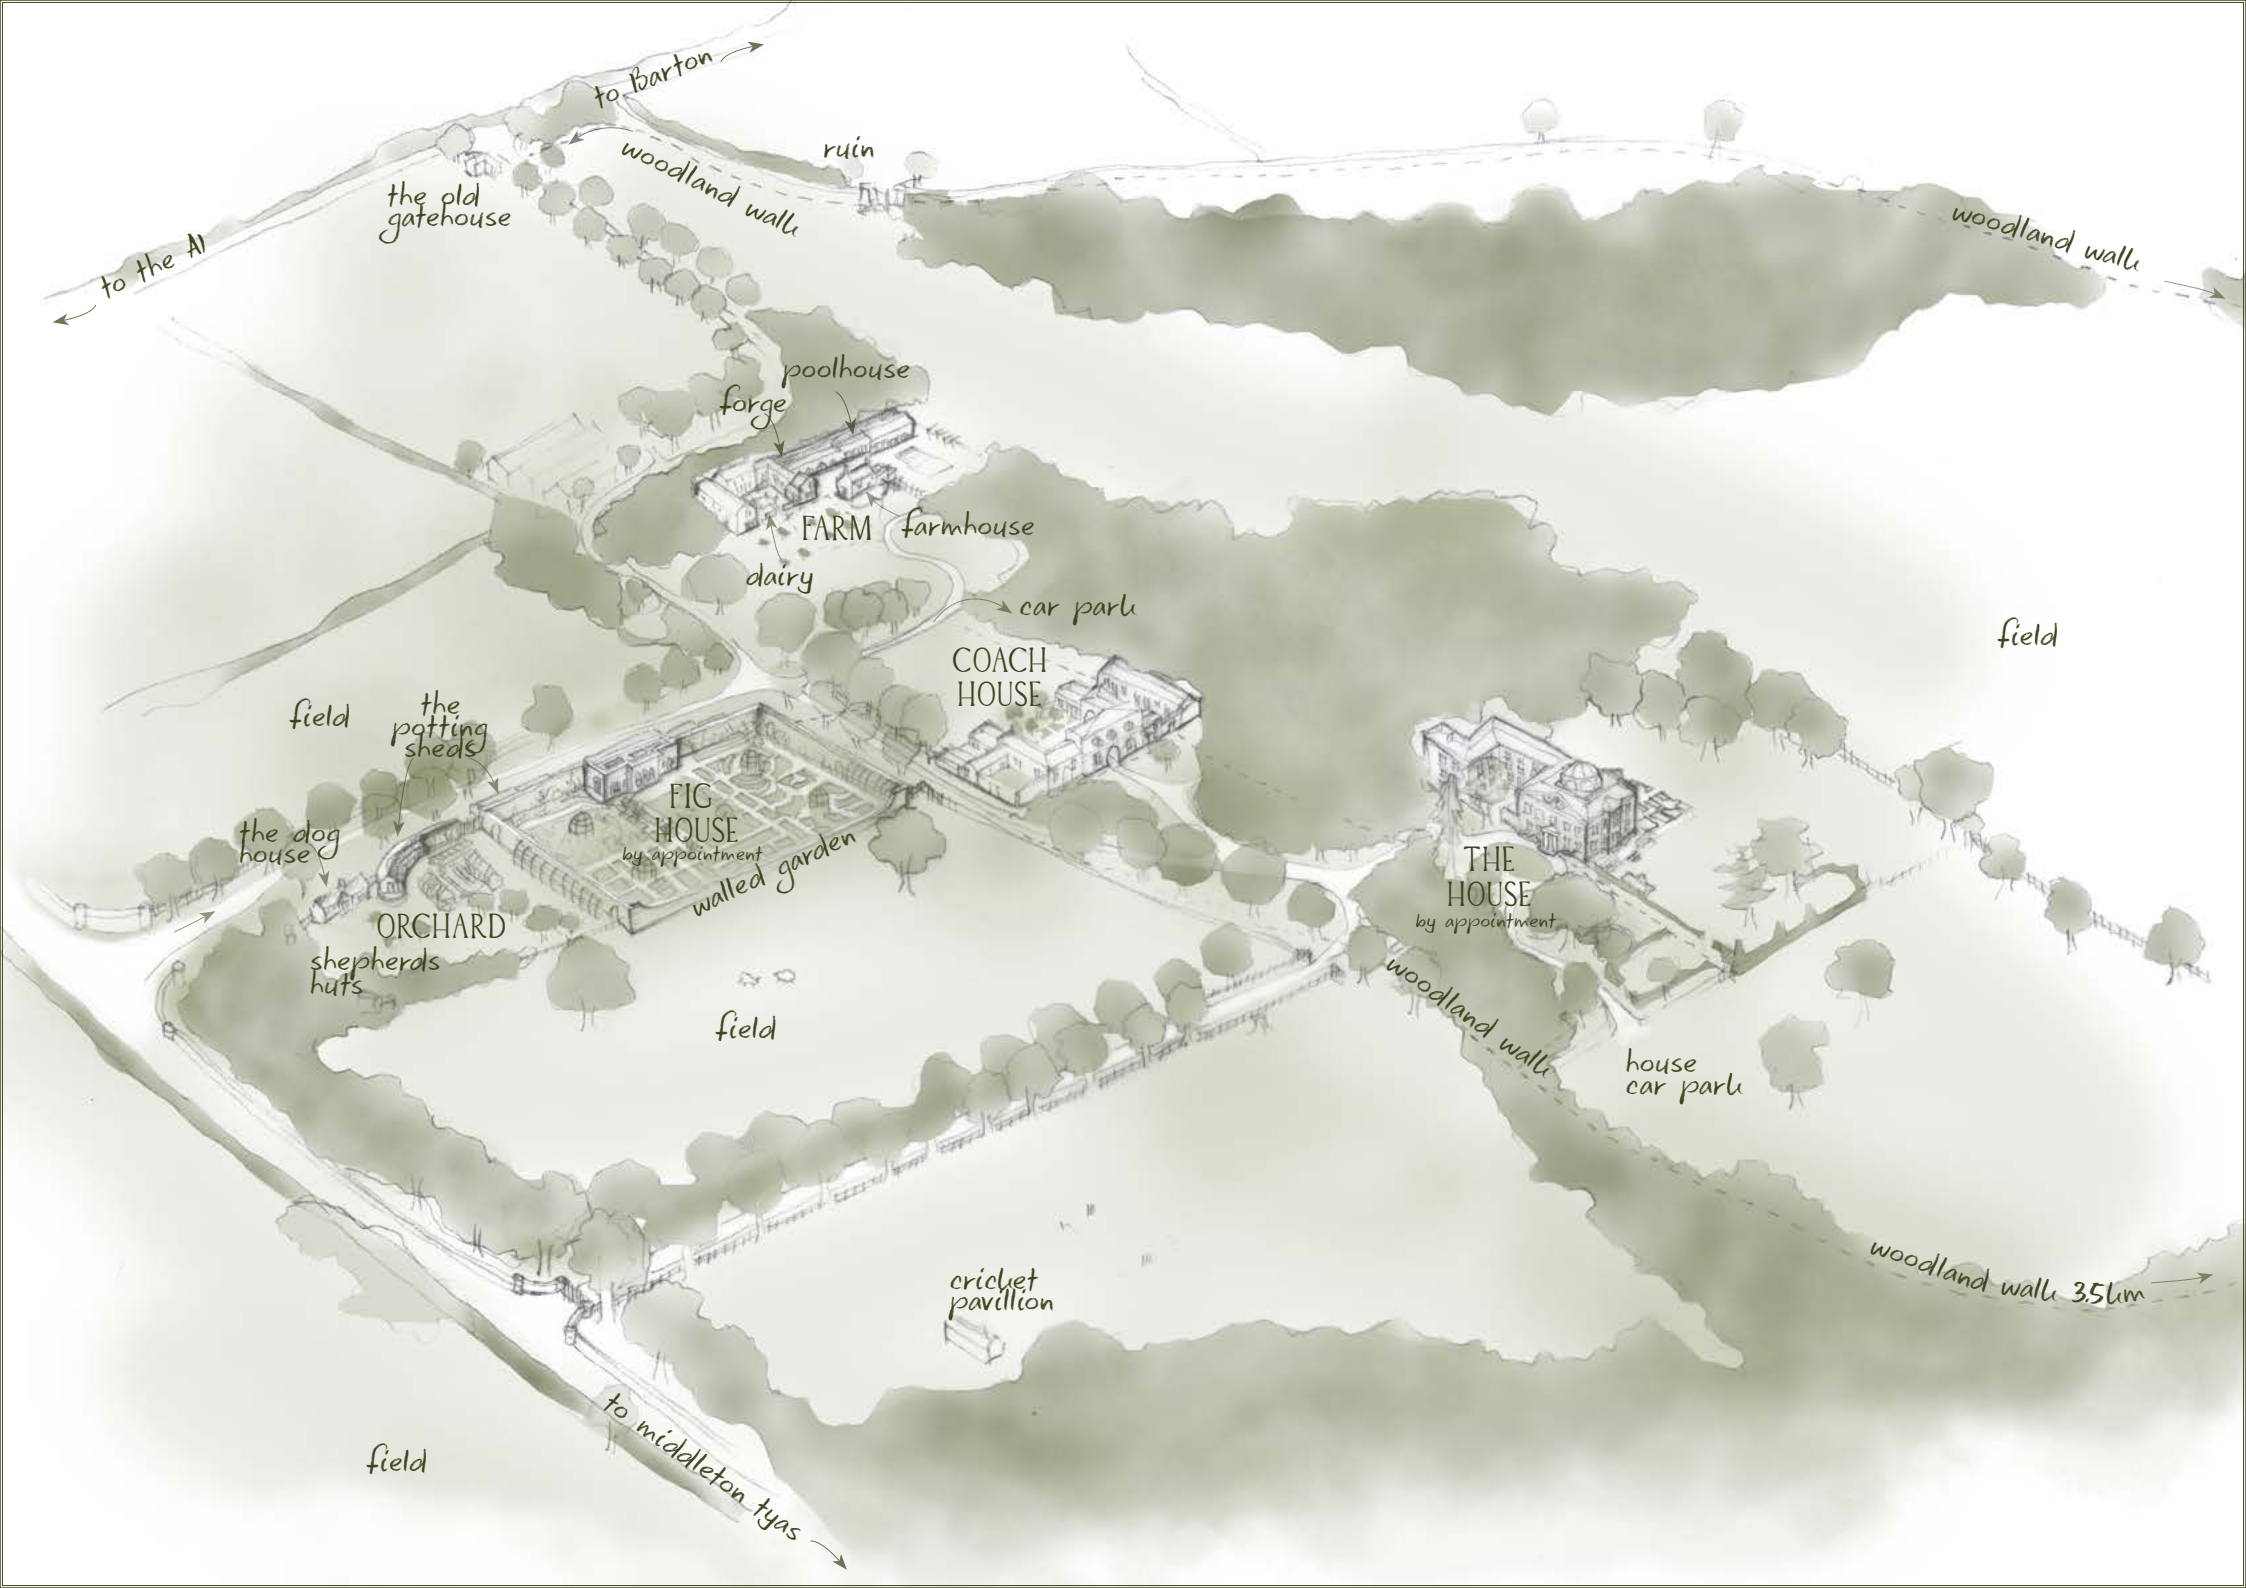 to Barton
woodland walk
ruin
the old
gatehouse
woodland walk
to the A1
poolhouse
forge
FARM
farmhouse
dairy
car park
field
COACH
HOUSE
field
the
potting
sheds
FIG
HOUSE
by appointment
walled garden
the dog
house
THE
HOUSE
by appointment
ORCHARD
shepherds
huts
woodland walk
field
house
car park
woodland walk 3.5km
cricket
pavillion
to middleton tyas
field